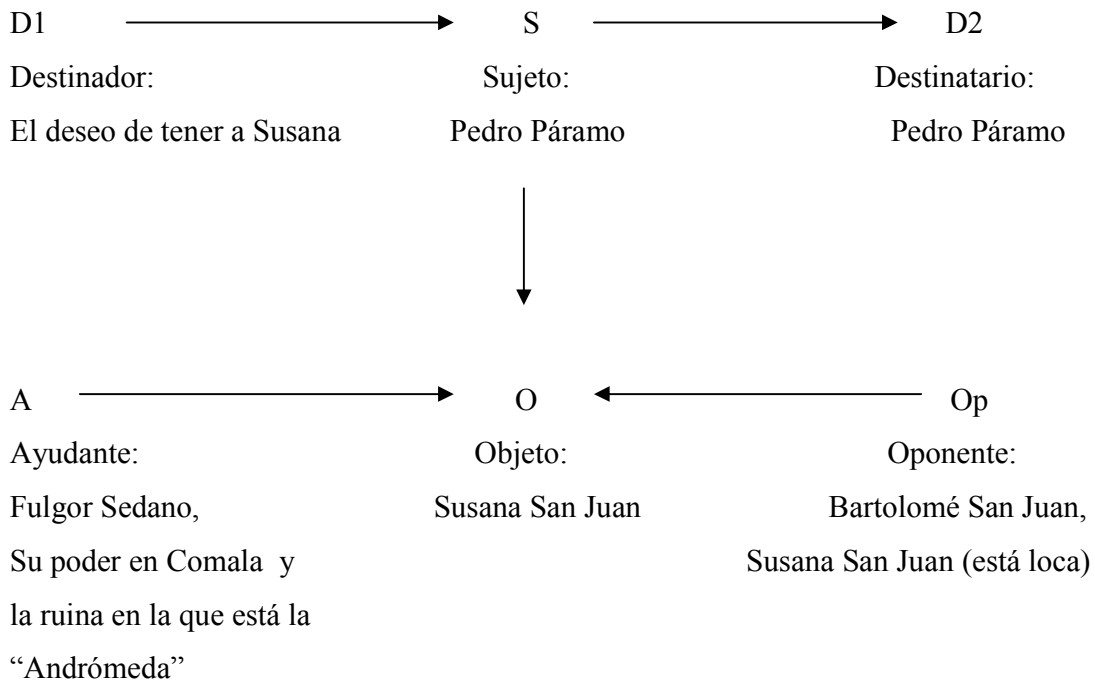 D1 S D2
Destinador: Sujeto: Destinatario:
El deseo de tener a Susana Pedro Páramo Pedro Páramo
A O Op
Ayudante: Objeto: Oponente:
Fulgor Sedano, Susana San Juan Bartolomé San Juan,
Su poder en Comala y Susana San Juan (está loca)
la ruina en la que está la
“Andrómeda”